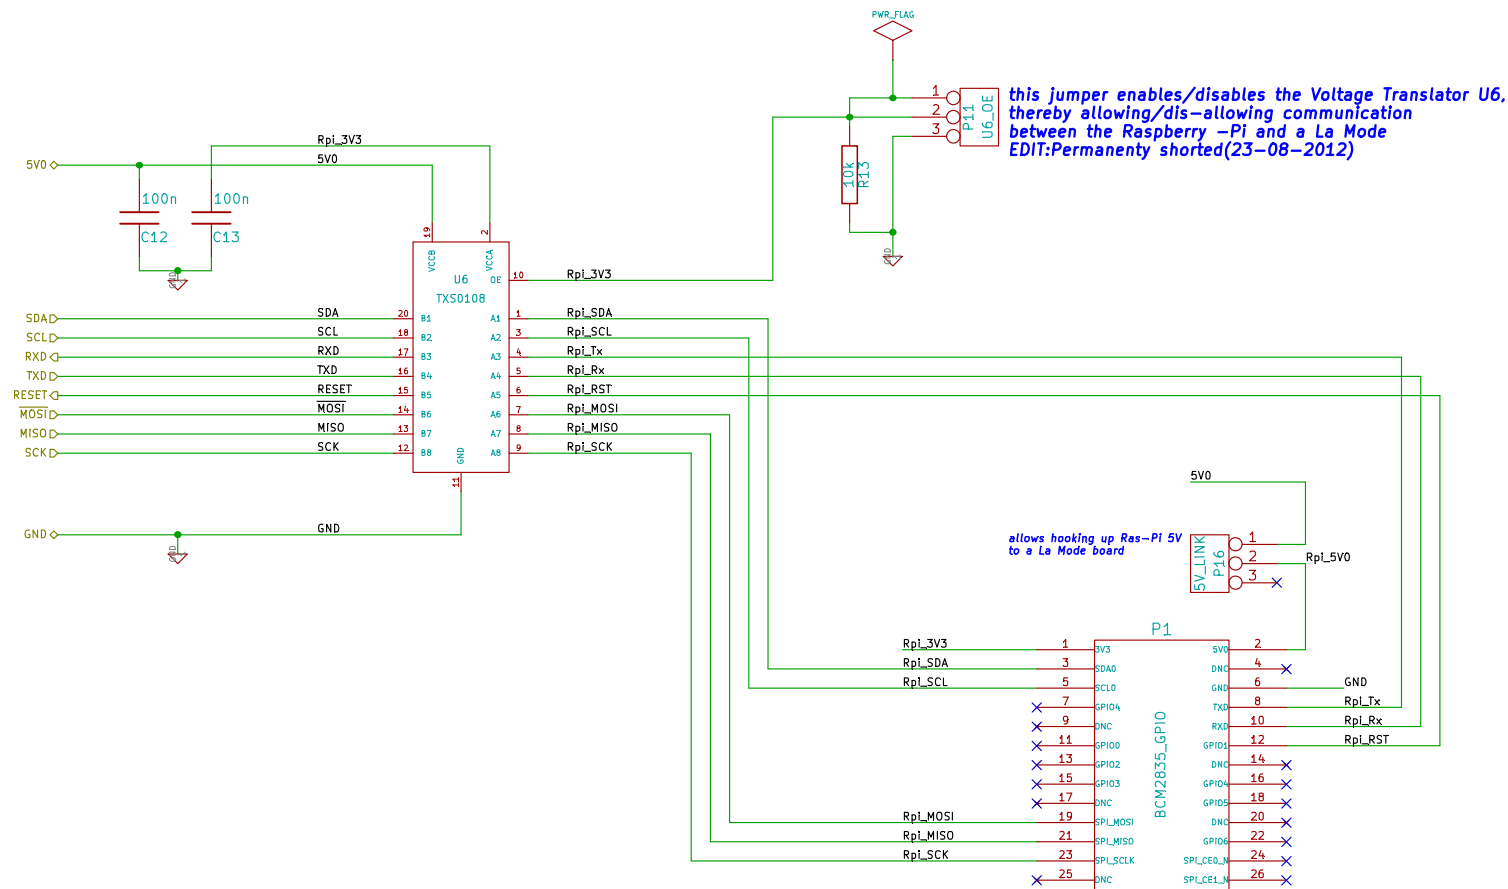 PWR_FLAG
this jumper enables/disables the Voltage Translator U6,
thereby allowing/dis-allowing communication
between the Raspberry -Pi and a La Mode
EDIT:Permanenty shorted(23-08-2012)
1
2
3
P11
U6_OE
10k
R13
GND
Rpi_3V3
5V0
5V0
100n
100n
C12
C13
GND
19
2
VCCB
VCCA
U6
TXS0108
OE 10 Rpi_3V3
SDA SDA 20 B1 A1 1 Rpi_SDA
SCL SCL 18 B2 A2 3 Rpi_SCL
RXD RXD 17 B3 A3 4 Rpi_Tx
TXD TXD 16 B4 A4 5 Rpi_Rx
RESET RESET 15 B5 A5 6 Rpi_RST
MOSI MOSI 14 B6 A6 7 Rpi_MOSI
MISO MISO 13 B7 A7 8 Rpi_MISO
SCK SCK 12 B8 A8 9 Rpi_SCK
GND
11
GND GND
GND
5V0
allows hooking up Ras-Pi 5V
to a La Mode board
5V_LINK
P16
1
2
3
Rpi_5V0
P1
BCM2835_GPIO
Rpi_3V3 1 3V3 5V0 2
Rpi_SDA 3 SDA0 DNC 4
Rpi_SCL 5 SCL0 GND 6 GND
7 GPIO4 TXD 8 Rpi_Tx
9 DNC RXD 10 Rpi_Rx
11 GPIO0 GPIO1 12 Rpi_RST
13 GPIO2 DNC 14
15 GPIO3 GPIO4 16
17 DNC GPIO5 18
Rpi_MOSI 19 SPI_MOSI DNC 20
Rpi_MISO 21 SPI_MISO GPIO6 22
Rpi_SCK 23 SPI_SCLK SPI_CE0_N 24
25 DNC SPI_CE1_N 26